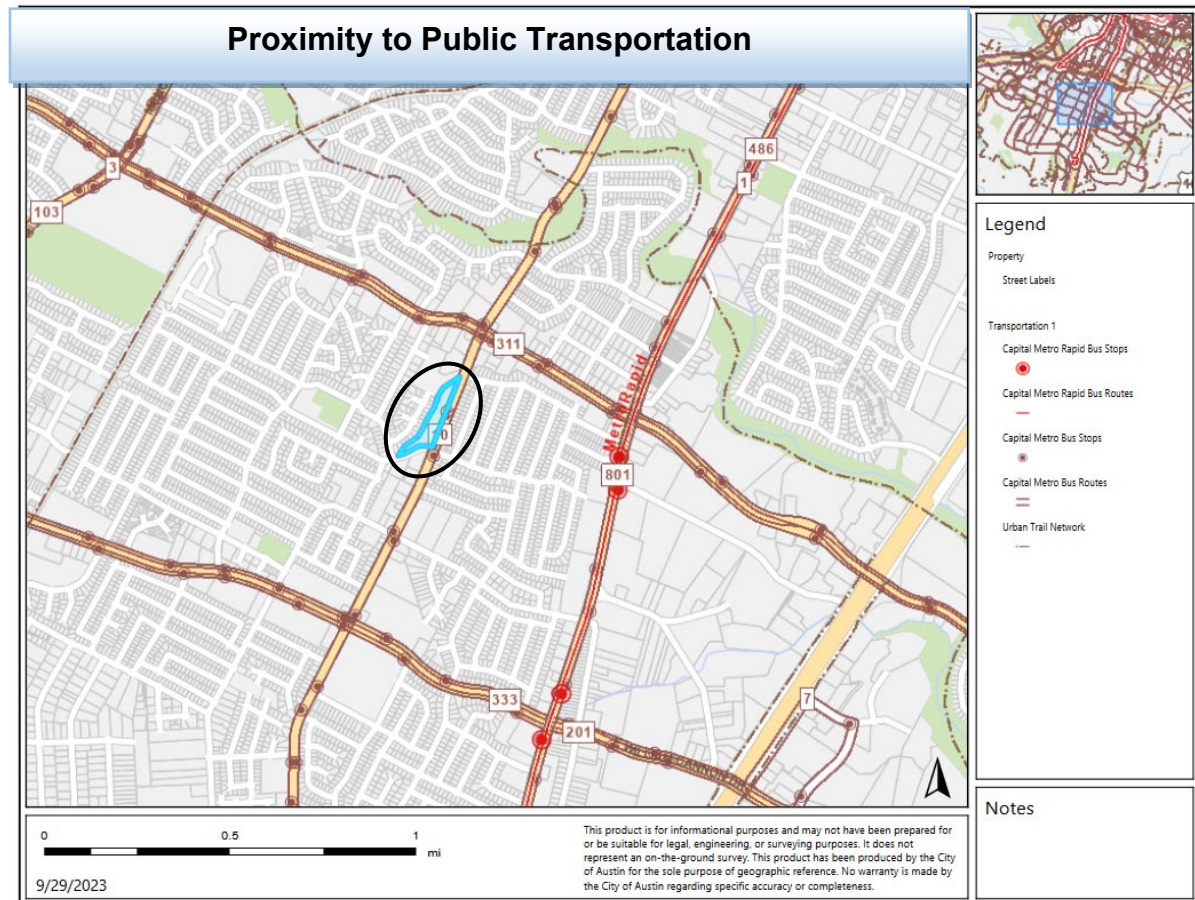 Proximity to Public Transportation
486
3
1
103
311
MetroRapid
801
333
201
7
Legend
Property
Street Labels
Transportation 1
Capital Metro Rapid Bus Stops
Capital Metro Rapid Bus Routes
Capital Metro Bus Stops
Capital Metro Bus Routes
Urban Trail Network
Notes
0 0.5 1
mi
9/29/2023
This product is for informational purposes and may not have been prepared for
or be suitable for legal, engineering, or surveying purposes. It does not
represent an on-the-ground survey. This product has been produced by the City
of Austin for the sole purpose of geographic reference. No warranty is made by
the City of Austin regarding specific accuracy or completeness.